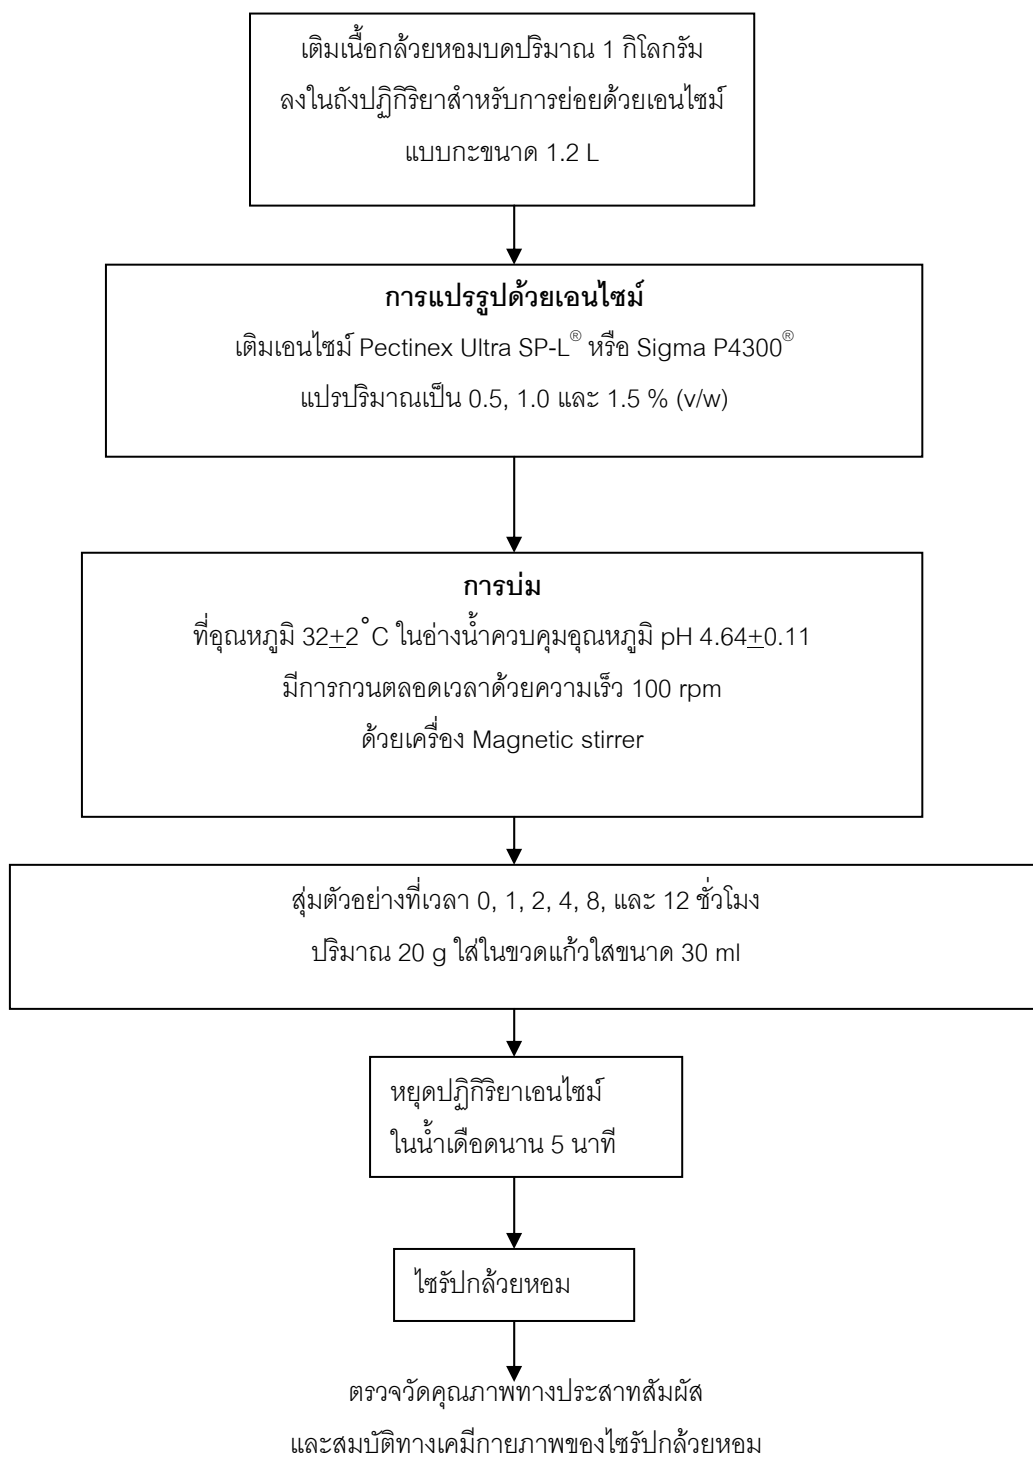 เติมเนื้อกล้วยหอมบดปริมาณ 1 กิโลกรัม
ลงในถังปฏิกิริยาสำหรับการย่อยด้วยเอนไซม์
แบบกะขนาด 1.2 L
การแปรรูปด้วยเอนไซม์
เติมเอนไซม์ Pectinex Ultra SP-L® หรือ Sigma P4300®
แปรปริมาณเป็น 0.5, 1.0 และ 1.5 % (v/w)
การบ่ม
ที่อุณหภูมิ 32±2 ̊C ในอ่างน้ำควบคุมอุณหภูมิ pH 4.64±0.11
มีการกวนตลอดเวลาด้วยความเร็ว 100 rpm
ด้วยเครื่อง Magnetic stirrer
สุ่มตัวอย่างที่เวลา 0, 1, 2, 4, 8, และ 12 ชั่วโมง
ปริมาณ 20 g ใส่ในขวดแก้วใสขนาด 30 ml
หยุดปฏิกิริยาเอนไซม์
ในน้ำเดือดนาน 5 นาที
ไซรัปกล้วยหอม
ตรวจวัดคุณภาพทางประสาทสัมผัส
และสมบัติทางเคมีกายภาพของไซรัปกล้วยหอม